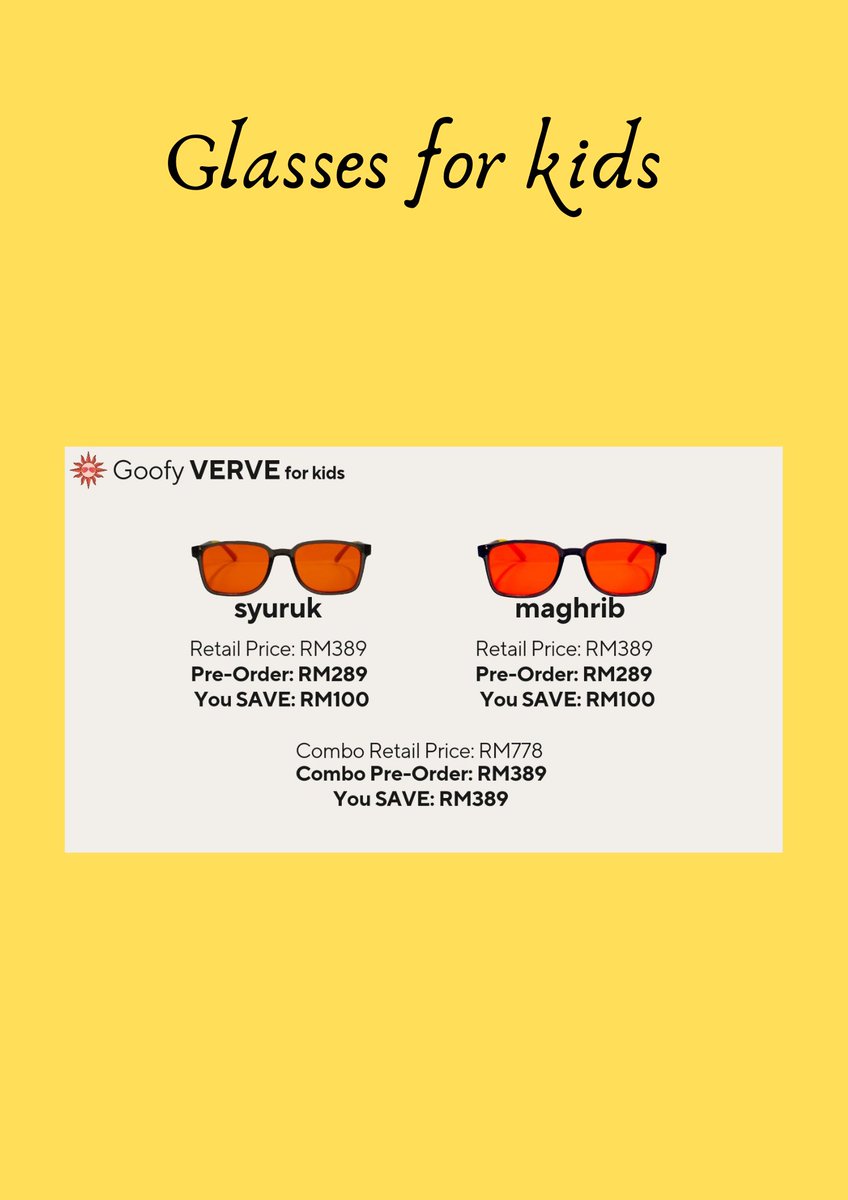 Glasses for kids
Goofy VERVE for kids
syuruk
Retail Price: RM389
Pre-Order: RM289
You SAVE: RM100
maghrib
Retail Price: RM389
Pre-Order: RM289
You SAVE: RM100
Combo Retail Price: RM778
Combo Pre-Order: RM389
You SAVE: RM389